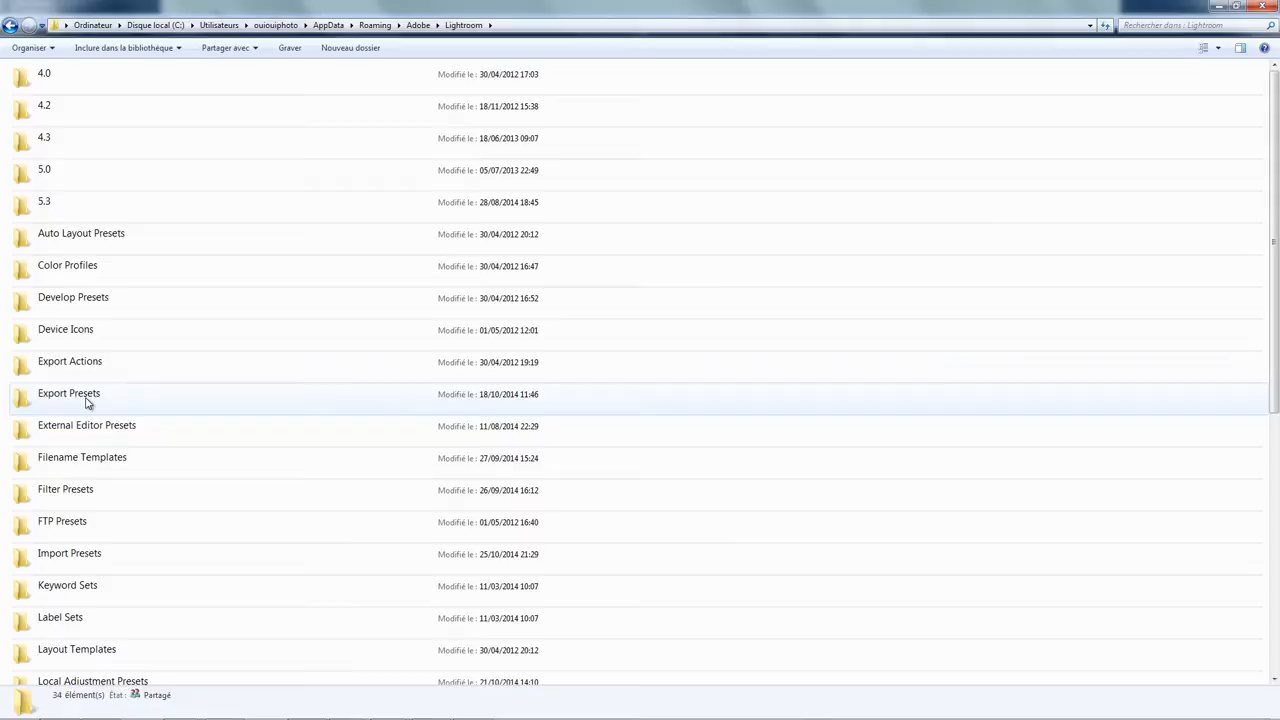 Ordinateur Disque local (C:) Utilisateurs ouiouiphoto AppData Roaming Adobe Lightroom Rechercher dans : Lightroom
Organiser Inclure dans la bibliothèque Partager avec Graver Nouveau dossier
4.0 Modifié le : 30/04/2012 17:03
4.2 Modifié le : 18/11/2012 15:38
4.3 Modifié le : 18/06/2013 09:07
5.0 Modifié le : 05/07/2013 22:49
5.3 Modifié le : 28/08/2014 18:45
Auto Layout Presets Modifié le : 30/04/2012 20:12
Color Profiles Modifié le : 30/04/2012 16:47
Develop Presets Modifié le : 30/04/2012 16:52
Device Icons Modifié le : 01/05/2012 12:01
Export Actions Modifié le : 30/04/2012 19:19
Export Presets Modifié le : 18/10/2014 11:46
External Editor Presets Modifié le : 11/08/2014 22:29
Filename Templates Modifié le : 27/09/2014 15:24
Filter Presets Modifié le : 26/09/2014 16:12
FTP Presets Modifié le : 01/05/2012 16:40
Import Presets Modifié le : 25/10/2014 21:29
Keyword Sets Modifié le : 11/03/2014 10:07
Label Sets Modifié le : 11/03/2014 10:07
Layout Templates Modifié le : 30/04/2012 20:12
Local Adjustment Presets Modifié le : 21/10/2014 14:10
34 élément(s) État : Partagé